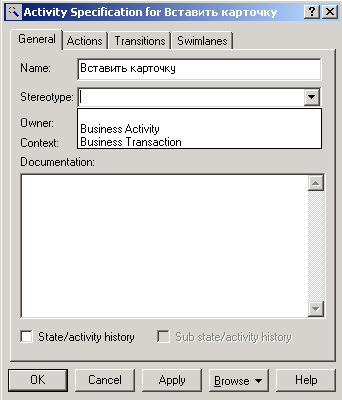 Activity Specification for Вставить карточку
General Actions Transitions Swimlanes
Name: Вставить карточку
Stereotype:
Owner: Business Activity
Context: Business Transaction
Documentation:
State/activity history Sub state/activity history
OK Cancel Apply Browse Help